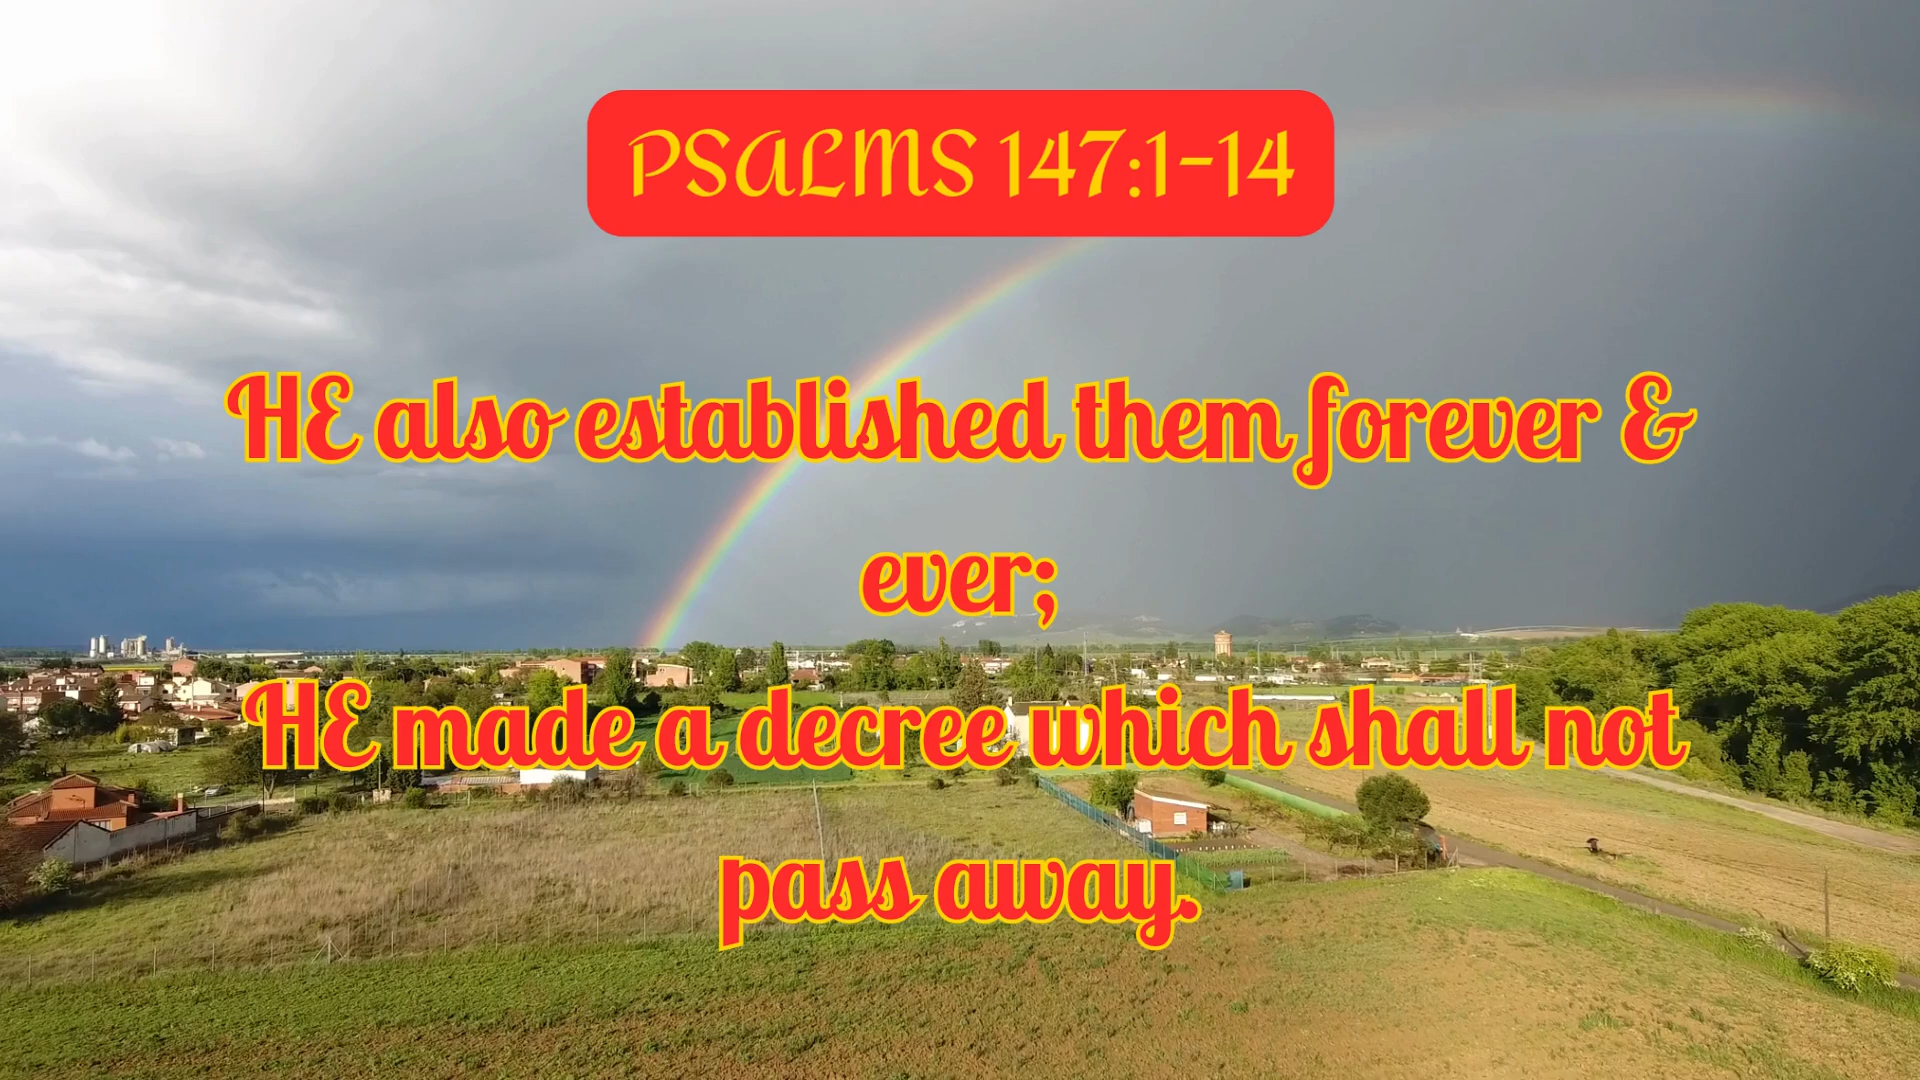 PSALMS 147:1-14
HE also established them forever &
ever;
HE made a decree which shall not
pass away.